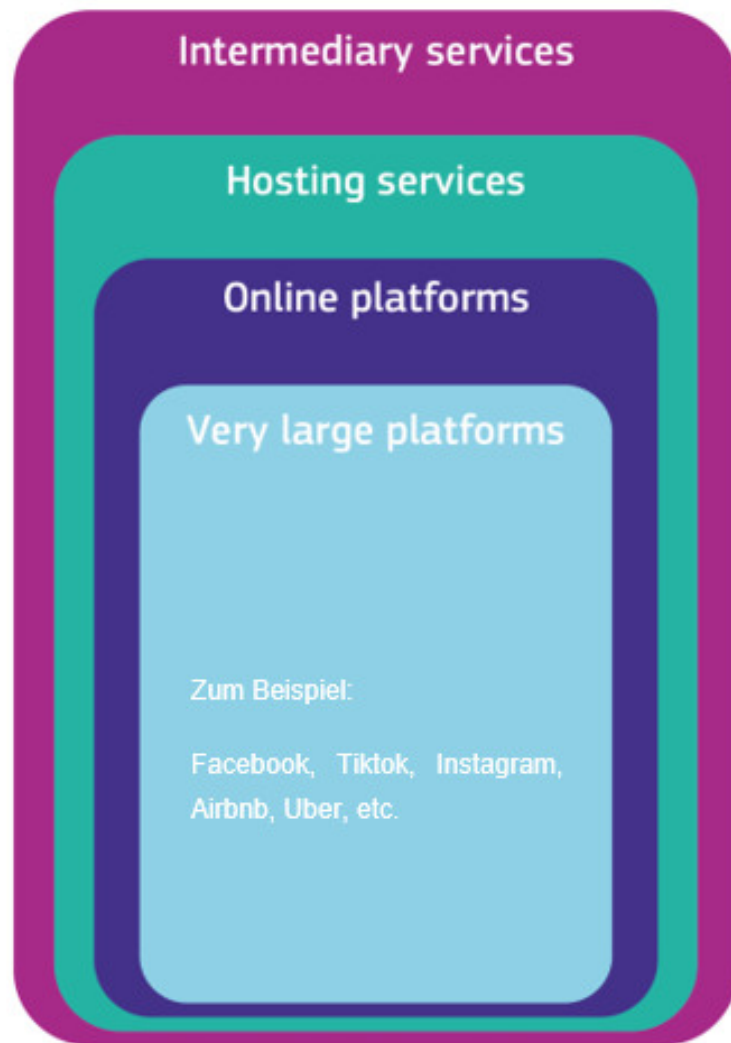 Intermediary services
Hosting services
Online platforms
Very large platforms
Zum Beispiel:
Facebook, Tiktok, Instagram,
Airbnb, Uber, etc.